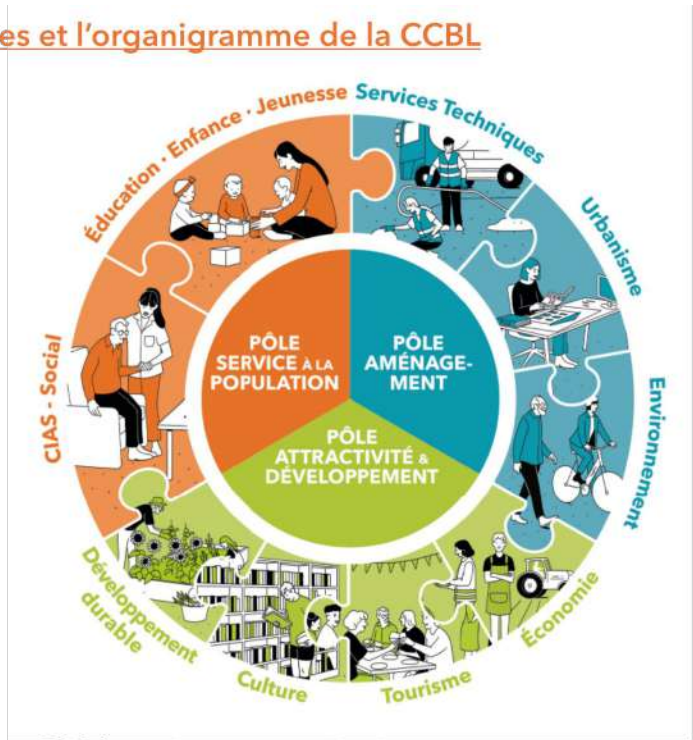 es et l'organigramme de la CCBL
Éducation · Enfance · Jeunesse
Services Techniques
Urbanisme
Environnement
Économie
Tourisme
Culture
Développement
durable
CIAS - Social
PÔLE
SERVICE À LA
POPULATION
PÔLE
AMÉNAGE-
MENT
PÔLE
ATTRACTIVITÉ &
DÉVELOPPEMENT